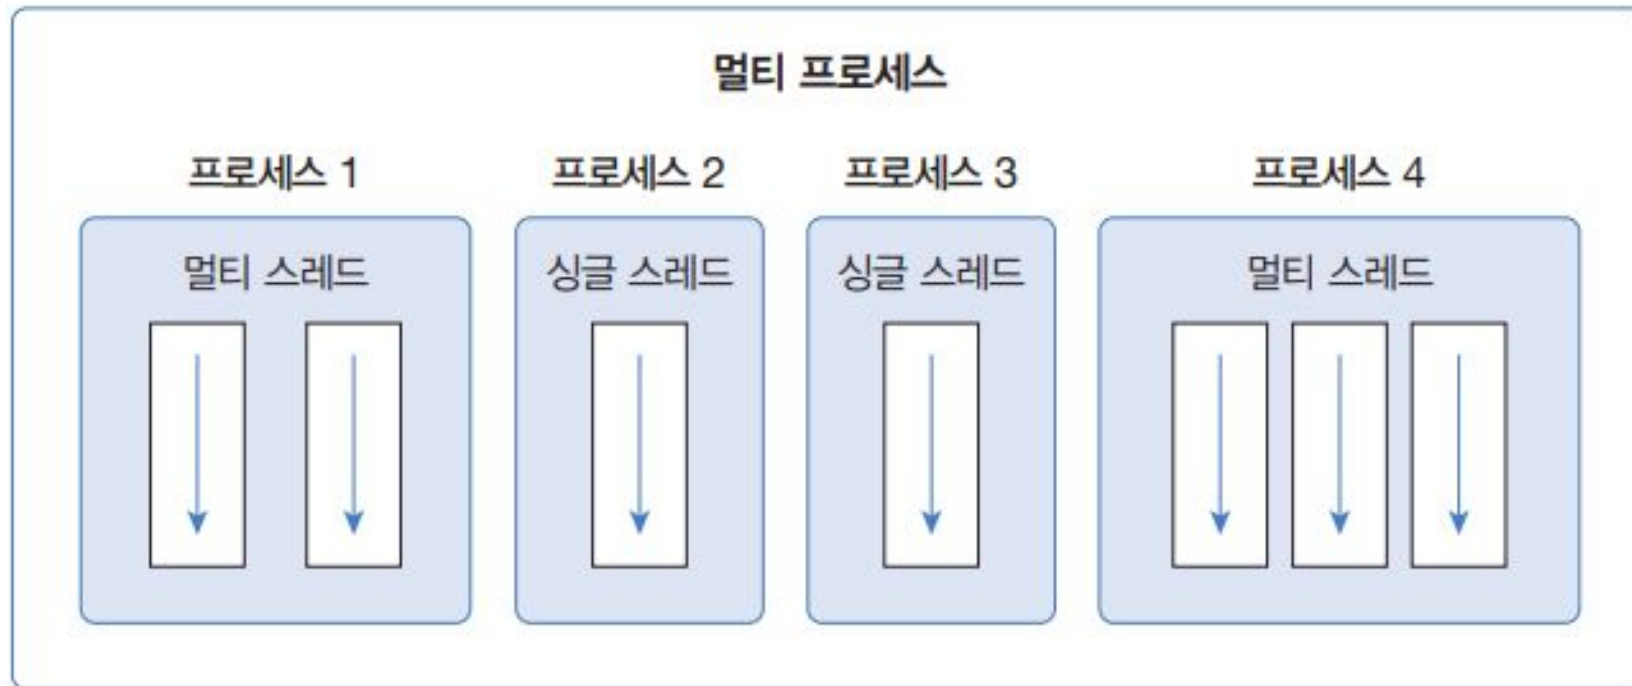 멀티 프로세스
프로세스 1
프로세스 2
프로세스 3
프로세스 4
멀티 스레드
싱글 스레드
싱글 스레드
멀티 스레드